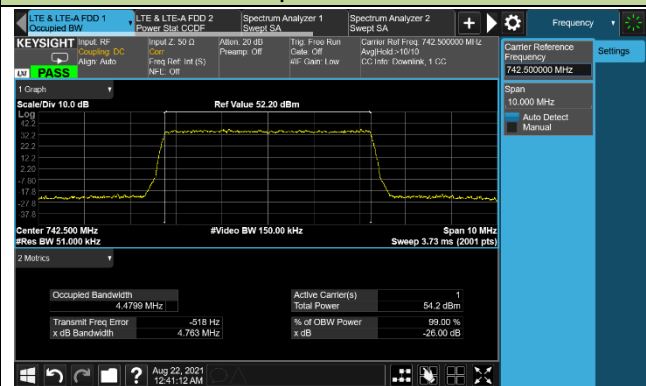 LTE & LTE-A FDD 1
Occupied BW
LTE & LTE-A FDD 2
Power Stat CCDF
Spectrum Analyzer 1
Swept SA
Spectrum Analyzer 2
Swept SA
Frequency
KEYSIGHT
Input: RF
Coupling: DC
Align: Auto
Input Z: 50 Ω
Corr
Freq Ref: Int (S)
NFE: Off
Atten: 20 dB
Preamp: Off
Trig: Free Run
Gate: Off
#IF Gain: Low
Carrier Ref Freq: 742.500000 MHz
Avg|Hold:>10/10
CC Info: Downlink, 1 CC
LXI
PASS
Carrier Reference
Frequency
742.500000 MHz
Settings
Span
10.000 MHz
Auto Detect
Manual
1 Graph
Scale/Div 10.0 dB
Ref Value 52.20 dBm
Log
42.2
32.2
22.2
12.2
2.20
-7.80
-17.8
-27.8
-37.8
Center 742.500 MHz
#Video BW 150.00 kHz
Span 10 MHz
#Res BW 51.000 kHz
Sweep 3.73 ms (2001 pts)
2 Metrics
Occupied Bandwidth
4.4799 MHz
Active Carrier(s)
1
Total Power
54.2 dBm
Transmit Freq Error
-518 Hz
% of OBW Power
99.00 %
x dB Bandwidth
4.763 MHz
x dB
-26.00 dB
?
Aug 22, 2021
12:41:12 AM